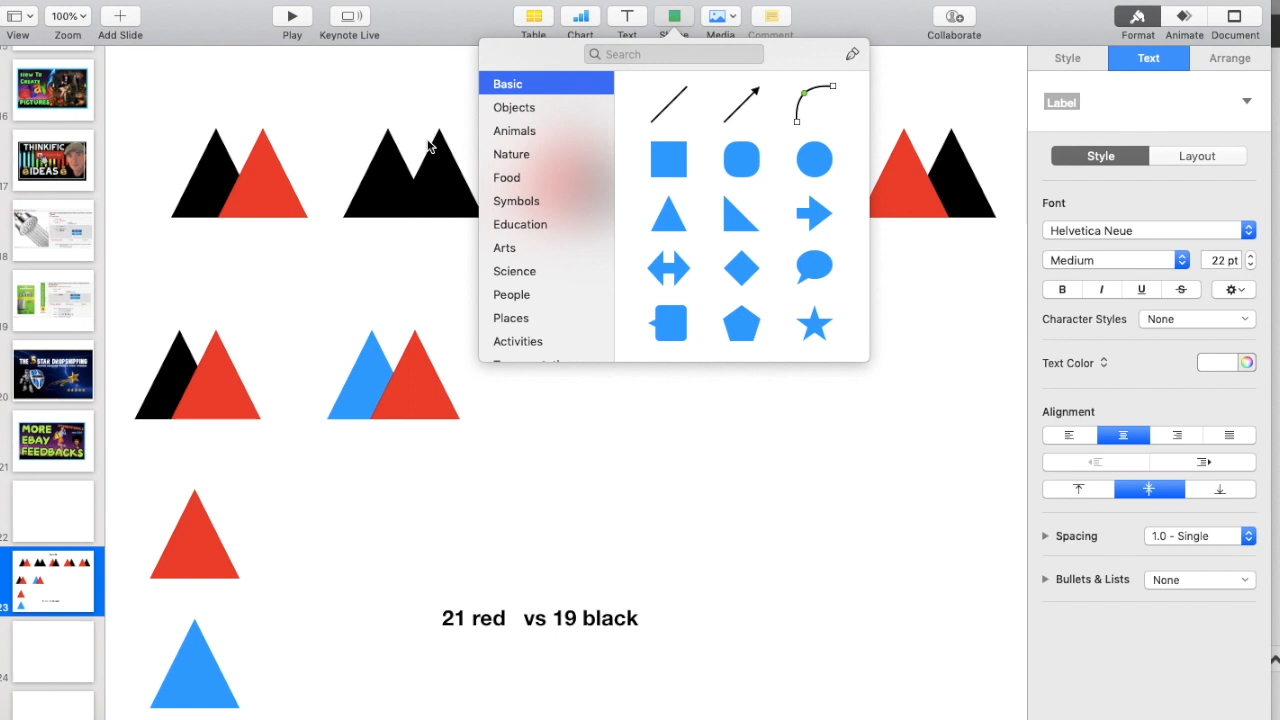 View
100%
Zoom
Add Slide
Play
Keynote Live
Table
Chart
Text
Media
Comment
Collaborate
Format
Animate
Document
Search
Basic
Objects
Animals
Nature
Food
Symbols
Education
Arts
Science
People
Places
Activities
Style
Text
Arrange
Label
Style
Layout
Font
Helvetica Neue
Medium
22 pt
B I U S
Character Styles
None
Text Color
Alignment
Spacing
1.0 - Single
Bullets & Lists
None
16
HOW TO
CREATE
PICTURES
17
THINKIFIC
IDEAS
18
19
20
THE 5 STAR DROPSHIPPING
21
MORE
EBAY
FEEDBACKS
22
23
24
21 red vs 19 black